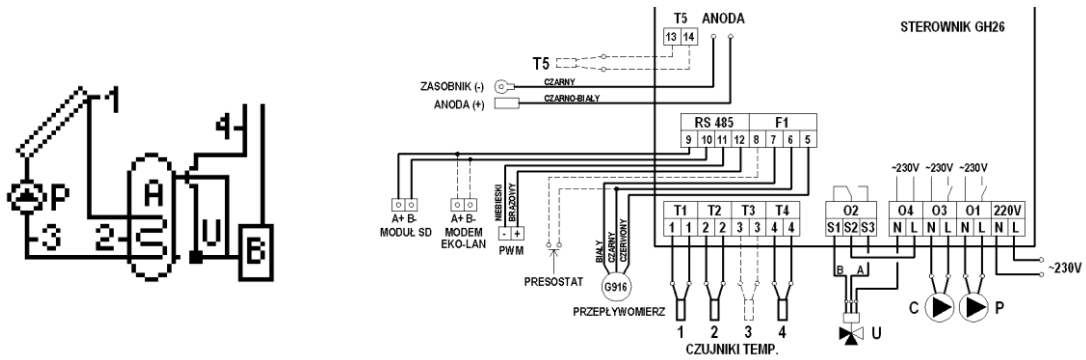 1
4
P
A
3
2
U
B
T5 ANODA
STEROWNIK GH26
13 14
T5
ZASOBNIK (-)
CZARNY
ANODA (+)
CZARNO-BIAŁY
RS 485 F1
9 10 11 12 8 7 6 5
A+ B-
MODUŁ SD
A+ B-
MODEM
EKO-LAN
NIEBIESKI
BRĄZOWY
- +
PWM
PRESOSTAT
BIAŁY
CZARNY
CZERWONY
G916
PRZEPŁYWOMIERZ
T1 T2 T3 T4
1 1 2 2 3 3 4 4
1 2 3 4
CZUJNIKI TEMP.
~230V ~230V ~230V
O2 O4 O3 O1 220V
S1 S2 S3 N L N L N L N L
~230V
B A
U
C P